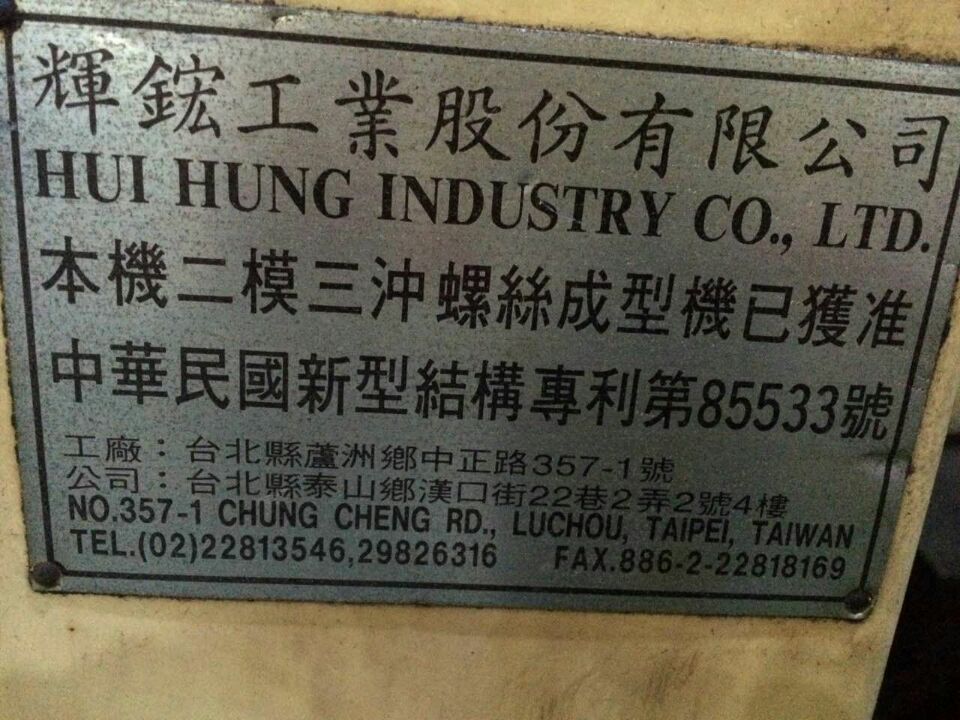 輝鋐工業股份有限公司
HUI HUNG INDUSTRY CO., LTD.
本機二模三沖螺絲成型機已獲准
中華民國新型結構專利第85533號
工廠：台北縣蘆洲鄉中正路357-1號
公司：台北縣泰山鄉漢口街22巷2弄2號4樓
NO.357-1 CHUNG CHENG RD., LUCHOU, TAIPEI, TAIWAN
TEL.(02)22813546,29826316 FAX.886-2-22818169